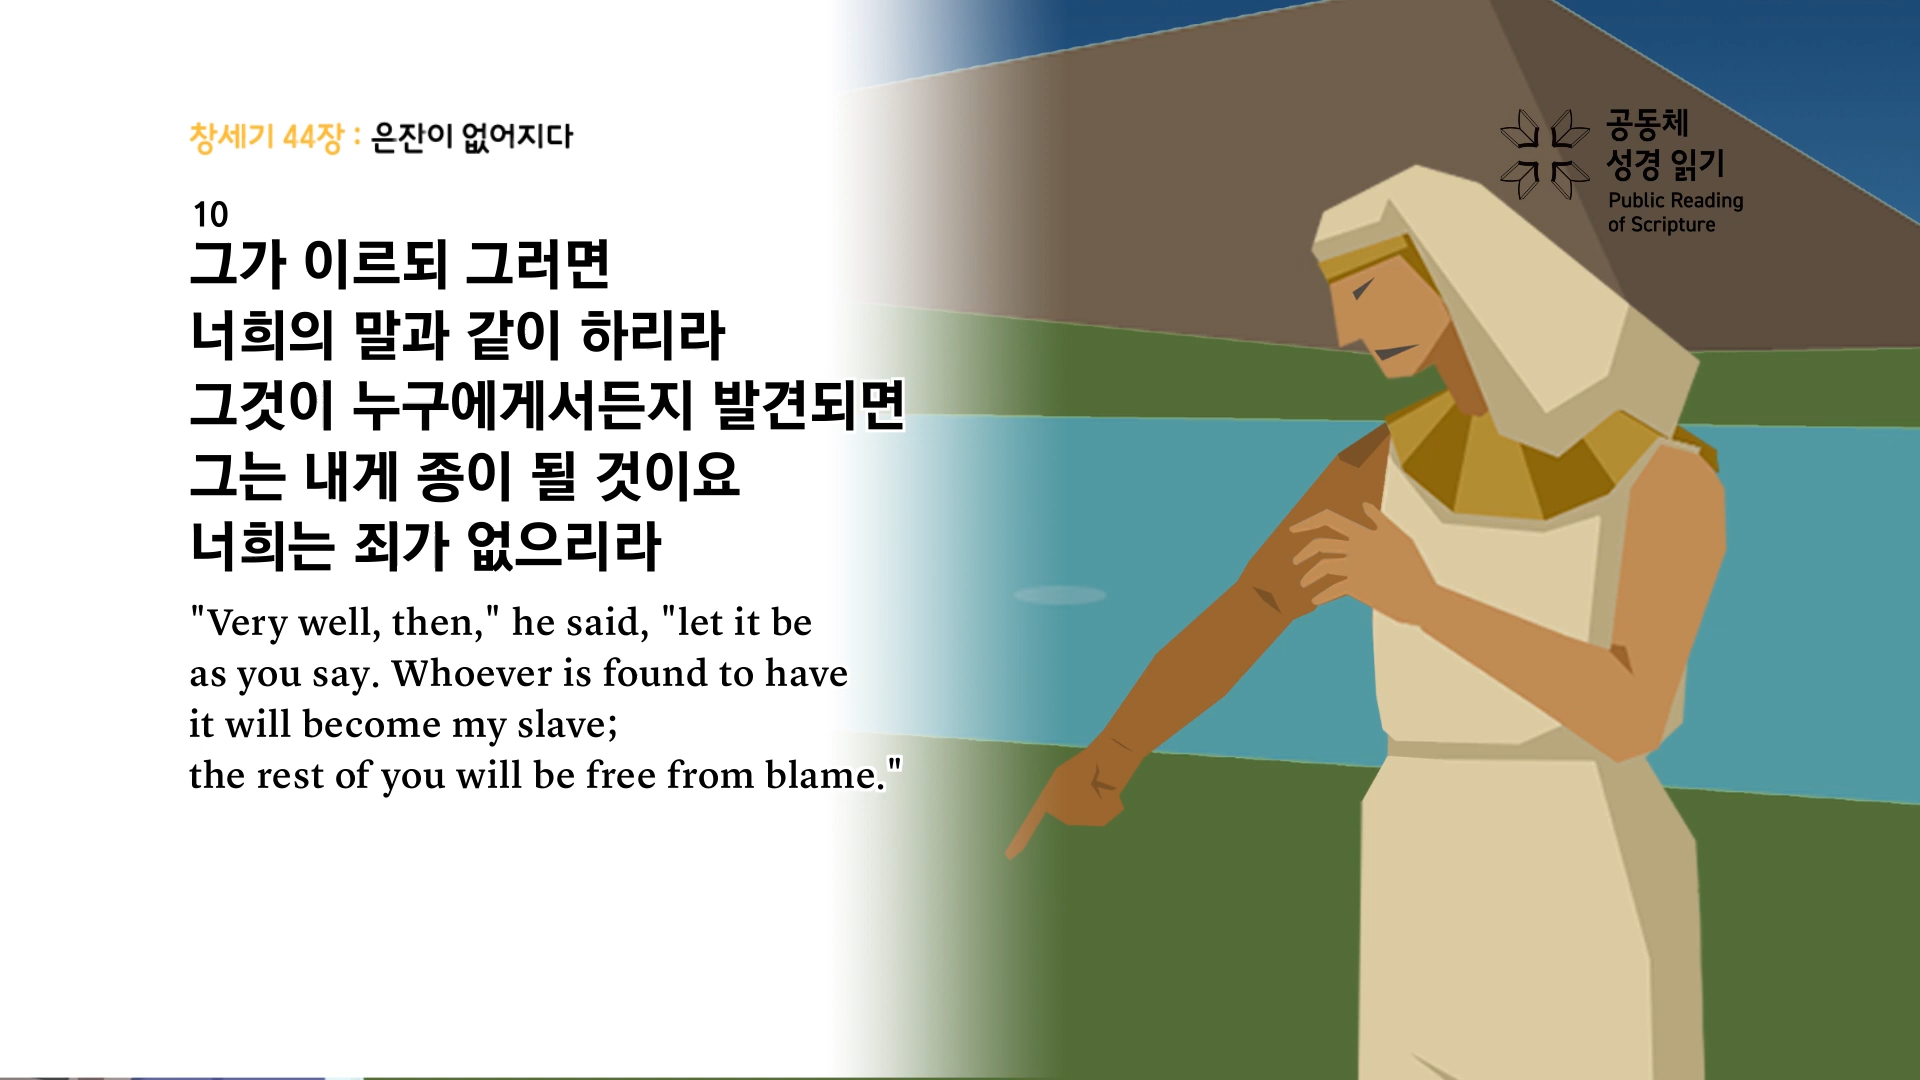 창세기 44장 : 은잔이 없어지다
10
그가 이르되 그러면
너희의 말과 같이 하리라
그것이 누구에게서든지 발견되면
그는 내게 종이 될 것이요
너희는 죄가 없으리라
"Very well, then," he said, "let it be
as you say. Whoever is found to have
it will become my slave;
the rest of you will be free from blame."
공동체
성경 읽기
Public Reading
of Scripture